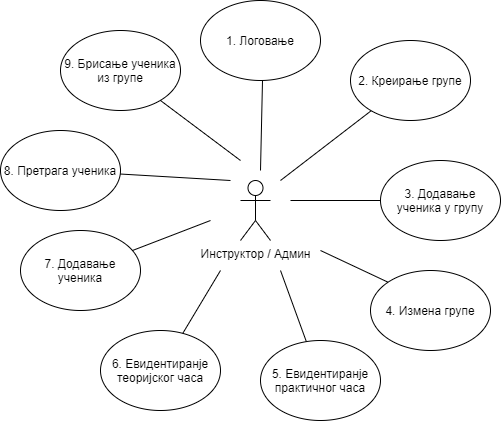 1. Логовање
2. Креирање групе
3. Додавање
ученика у групу
4. Измена групе
5. Евидентирање
практичног часа
6. Евидентирање
теоријског часа
7. Додавање
ученика
8. Претрага ученика
9. Брисање ученика
из групе
Инструктор / Админ